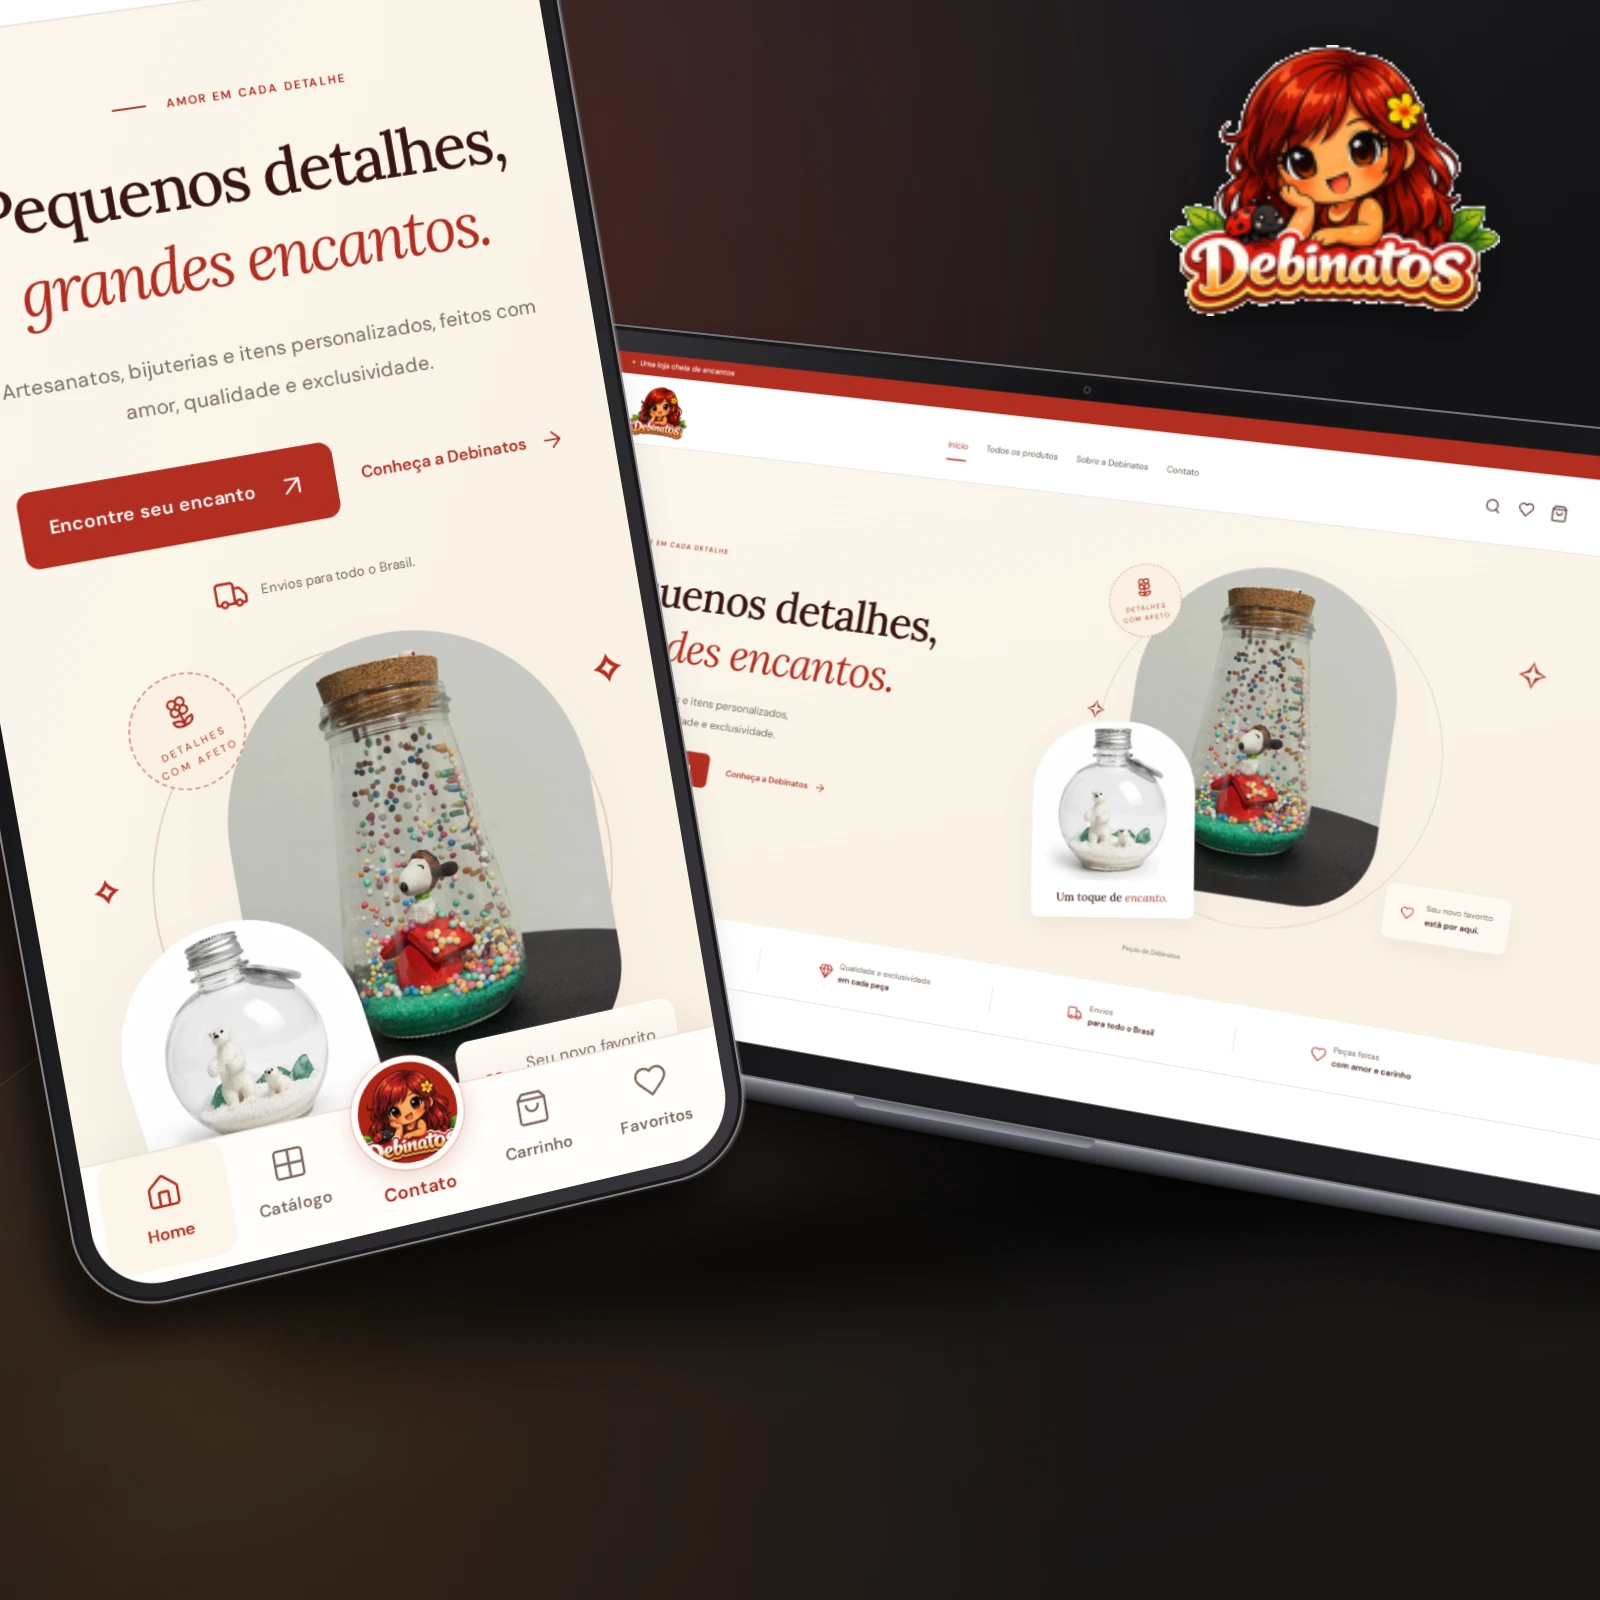 AMOR EM CADA DETALHE
Pequenos detalhes,
grandes encantos.
Artesanatos, bijuterias e itens personalizados, feitos com
amor, qualidade e exclusividade.
Encontre seu encanto
Conheça a Debinatos
Envios para todo o Brasil.
DETALHES
COM AFETO
Seu novo favorito
Home
Catálogo
Debinatos
Contato
Carrinho
Favoritos
Debinatos
Uma loja cheia de encantos
Debinatos
Início
Todos os produtos
Sobre a Debinatos
Contato
EM CADA DETALHE
uenos detalhes,
des encantos.
s e itens personalizados,
ade e exclusividade.
Conheça a Debinatos
DETALHES
COM AFETO
Um toque de encanto.
Seu novo favorito
está por aqui.
Peças da Debinatos
Qualidade e exclusividade
em cada peça
Envios
para todo o Brasil
Peças feitas
com amor e carinho